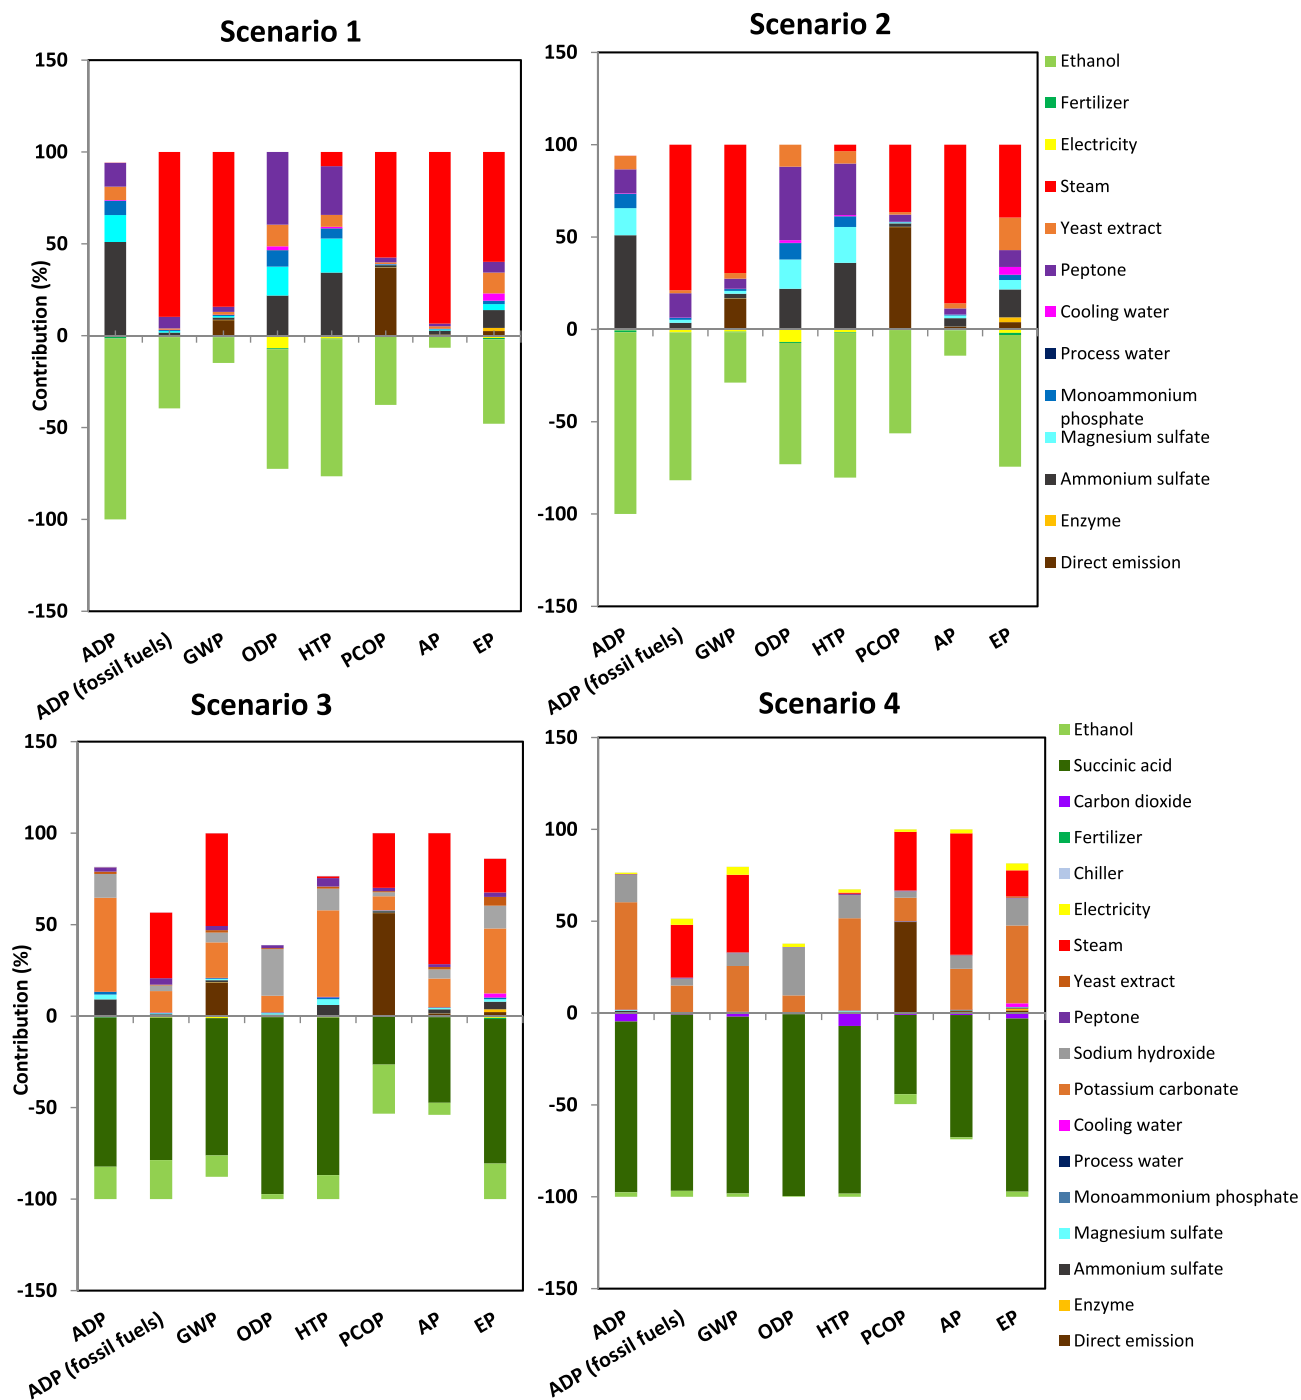 Scenario 1
Contribution (%)
150
100
50
0
-50
-100
-150
ADP
ADP (fossil fuels)
GWP
ODP
HTP
PCOP
AP
EP
Scenario 2
150
100
50
0
-50
-100
-150
ADP
ADP (fossil fuels)
GWP
ODP
HTP
PCOP
AP
EP
Ethanol
Fertilizer
Electricity
Steam
Yeast extract
Peptone
Cooling water
Process water
Monoammonium
phosphate
Magnesium sulfate
Ammonium sulfate
Enzyme
Direct emission
Scenario 3
Contribution (%)
150
100
50
0
-50
-100
-150
ADP
ADP (fossil fuels)
GWP
ODP
HTP
PCOP
AP
EP
Scenario 4
150
100
50
0
-50
-100
-150
ADP
ADP (fossil fuels)
GWP
ODP
HTP
PCOP
AP
EP
Ethanol
Succinic acid
Carbon dioxide
Fertilizer
Chiller
Electricity
Steam
Yeast extract
Peptone
Sodium hydroxide
Potassium carbonate
Cooling water
Process water
Monoammonium phosphate
Magnesium sulfate
Ammonium sulfate
Enzyme
Direct emission